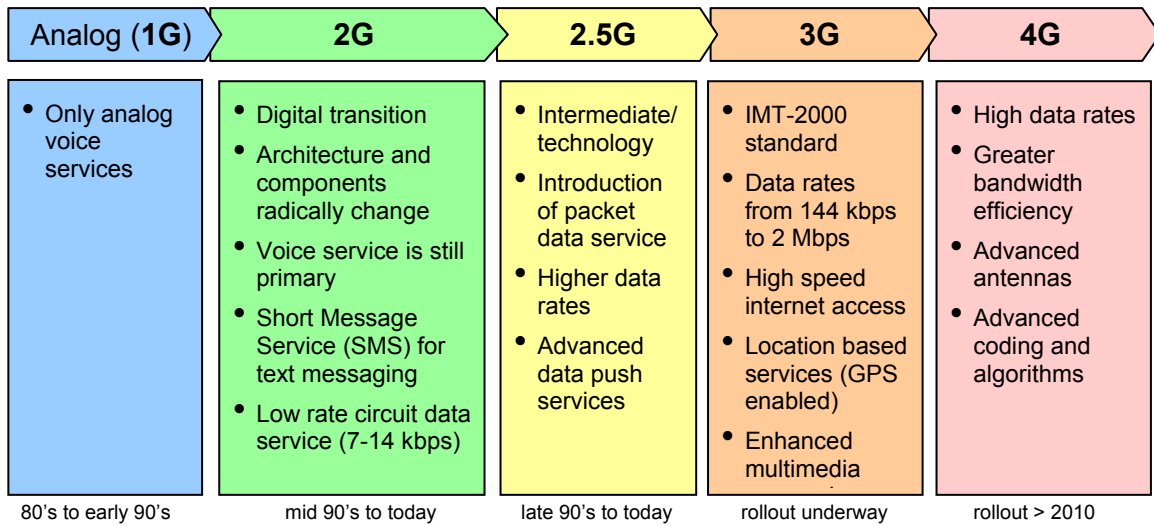 Analog (1G)
2G
2.5G
3G
4G
• Only analog
voice
services
• Digital transition
• Architecture and
components
radically change
• Voice service is still
primary
• Short Message
Service (SMS) for
text messaging
• Low rate circuit data
service (7-14 kbps)
• Intermediate/
technology
• Introduction
of packet
data service
• Higher data
rates
• Advanced
data push
services
• IMT-2000
standard
• Data rates
from 144 kbps
to 2 Mbps
• High speed
internet access
• Location based
services (GPS
enabled)
• Enhanced
multimedia
• High data rates
• Greater
bandwidth
efficiency
• Advanced
antennas
• Advanced
coding and
algorithms
80's to early 90's
mid 90's to today
late 90's to today
rollout underway
rollout > 2010